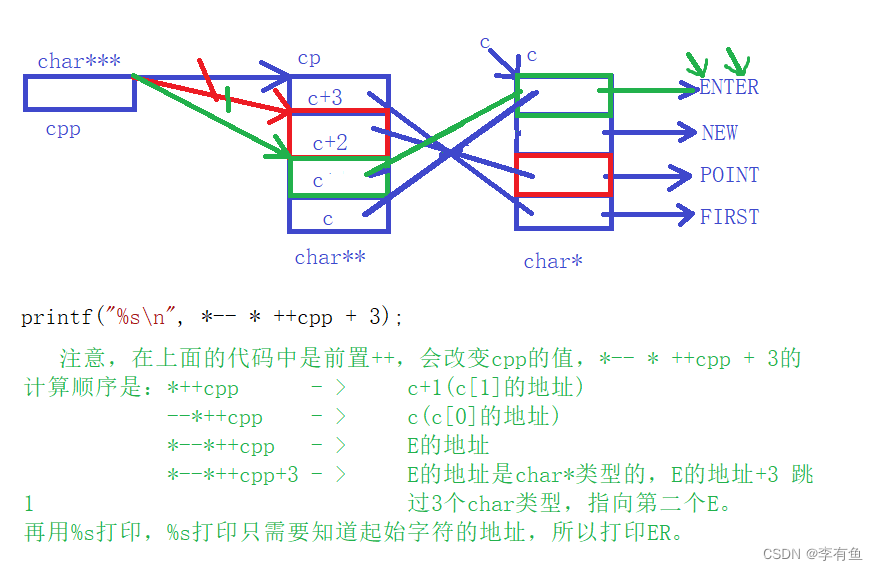 char***
cp
c
c
c+3
ENTER
cpp
c+2
NEW
c
POINT
c
FIRST
char**
char*
printf("%s\n", *-- * ++cpp + 3);
注意，在上面的代码中是前置++，会改变cpp的值，*-- * ++cpp + 3的
计算顺序是：*++cpp - > c+1(c[1]的地址)
--*++cpp - > c(c[0]的地址)
*--*++cpp - > E的地址
*--*++cpp+3 - > E的地址是char*类型的，E的地址+3 跳
1 过3个char类型，指向第二个E。
再用%s打印，%s打印只需要知道起始字符的地址，所以打印ER。
CSDN @李有鱼